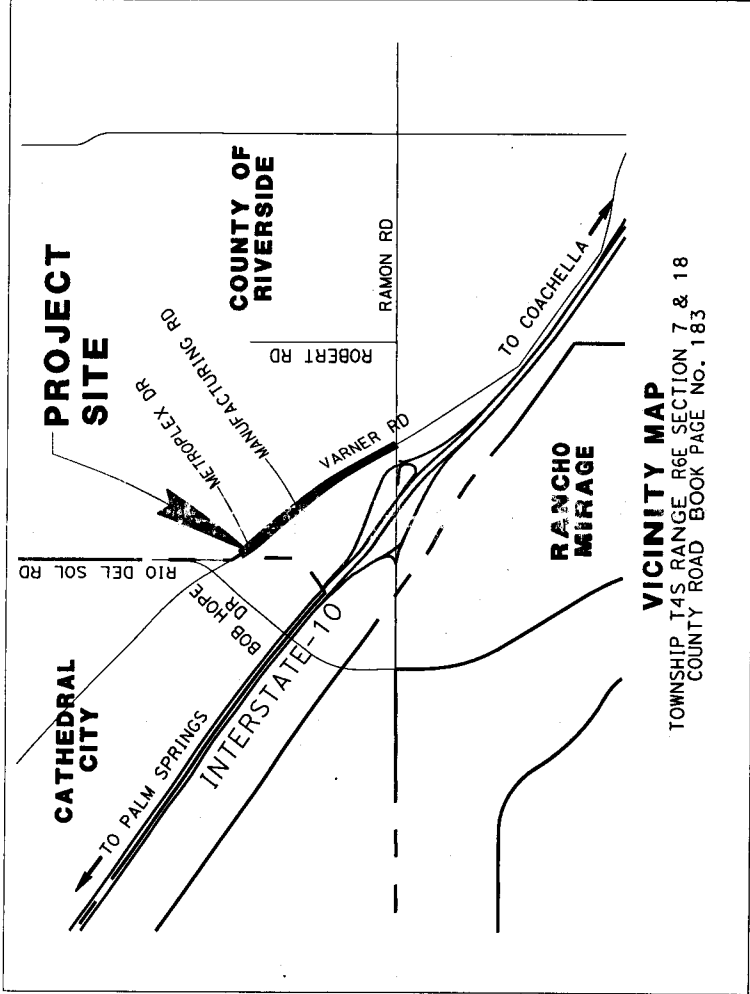 PROJECT
SITE
METROPLEX DR
MANUFACTURING RD
COUNTY OF
RIVERSIDE
RIO DEL SOL RD
BOB HOPE
DR
CATHEDRAL
CITY
TO PALM SPRINGS
INTERSTATE-10
VARNER RD
ROBERT RD
RAMON RD
TO COACHELLA
RANCHO
MIRAGE
VICINITY MAP
TOWNSHIP T4S RANGE R6E SECTION 7 & 18
COUNTY ROAD BOOK PAGE No. 183